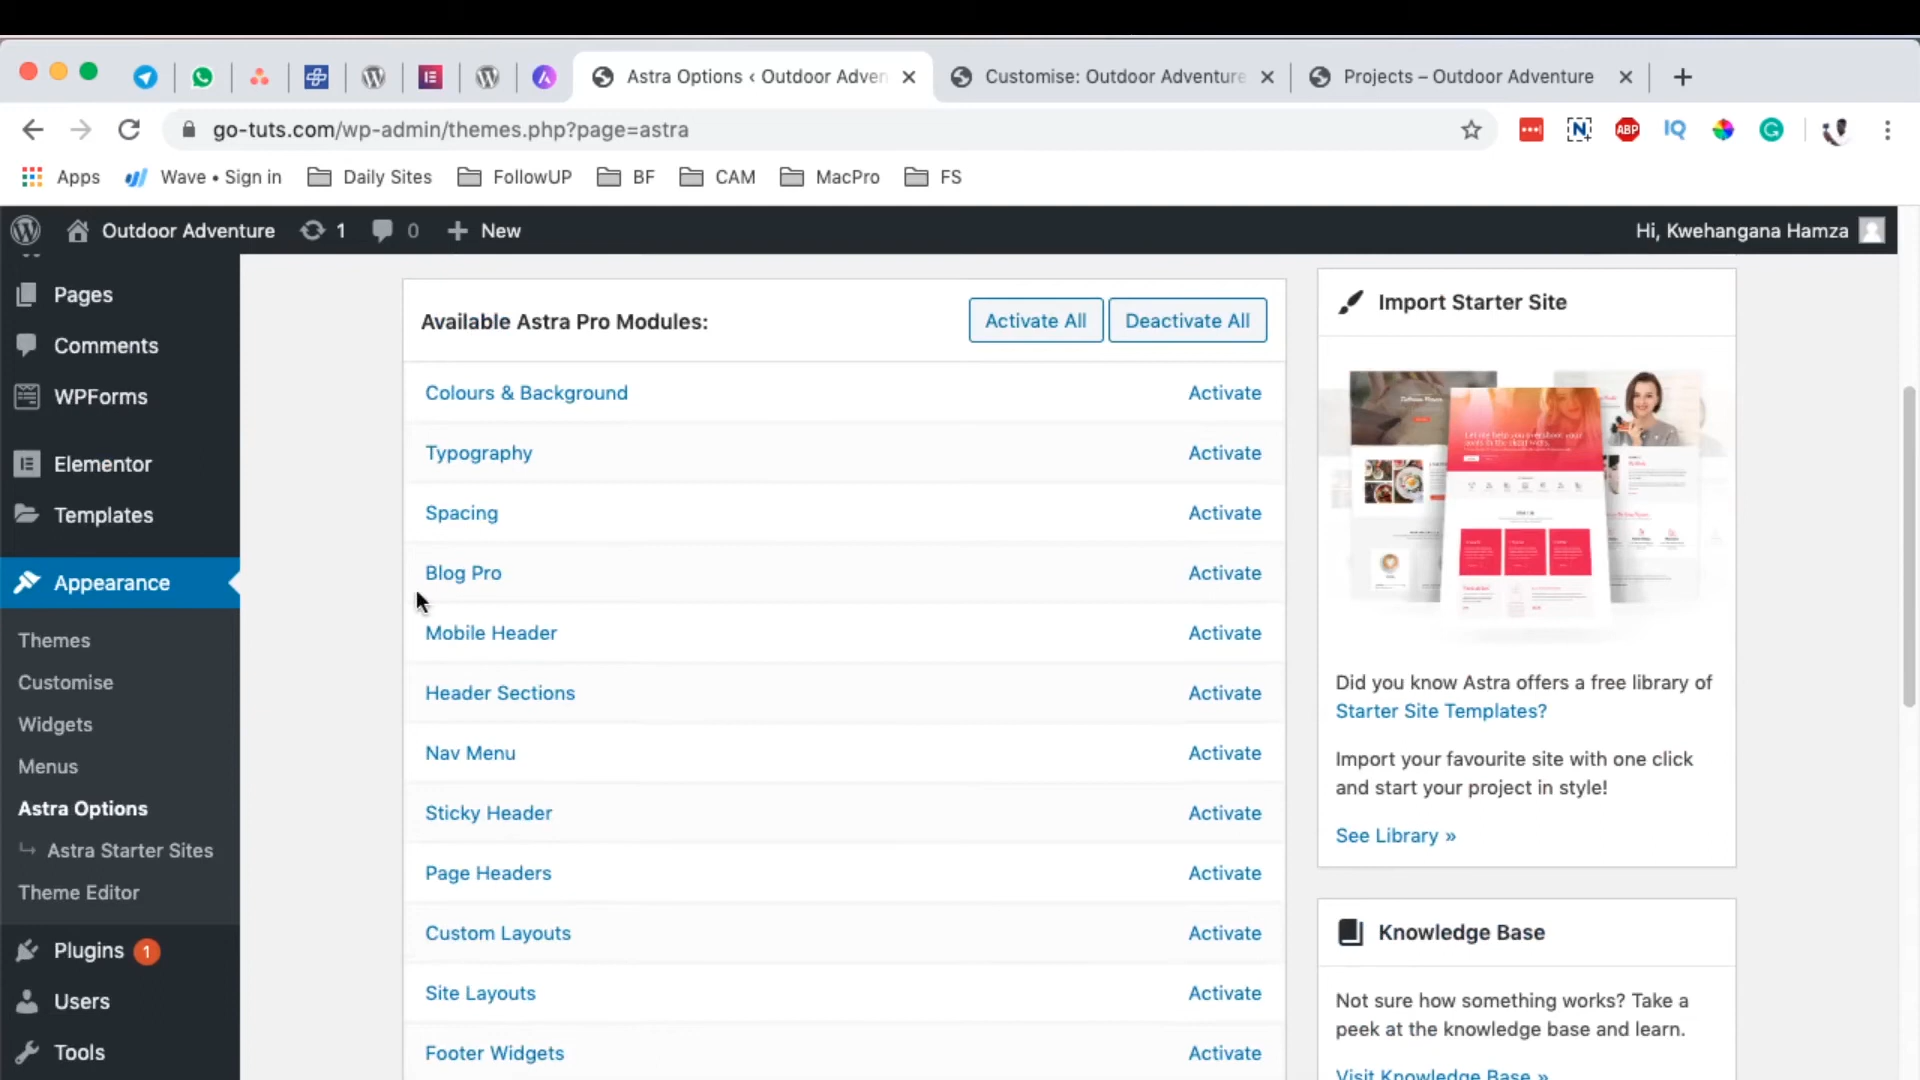 Astra Options ‹ Outdoor Adven
Customise: Outdoor Adventure
Projects – Outdoor Adventure
go-tuts.com/wp-admin/themes.php?page=astra
ABP
IQ
Apps
Wave • Sign in
Daily Sites
FollowUP
BF
CAM
MacPro
FS
Outdoor Adventure
1
0
New
Hi, Kwehangana Hamza
Pages
Comments
WPForms
Elementor
Templates
Appearance
Themes
Customise
Widgets
Menus
Astra Options
Astra Starter Sites
Theme Editor
Plugins 1
Users
Tools
Available Astra Pro Modules:
Activate All
Deactivate All
Colours & Background Activate
Typography Activate
Spacing Activate
Blog Pro Activate
Mobile Header Activate
Header Sections Activate
Nav Menu Activate
Sticky Header Activate
Page Headers Activate
Custom Layouts Activate
Site Layouts Activate
Footer Widgets Activate
Import Starter Site
Did you know Astra offers a free library of
Starter Site Templates?
Import your favourite site with one click
and start your project in style!
See Library »
Knowledge Base
Not sure how something works? Take a
peek at the knowledge base and learn.
Visit Knowledge Base »